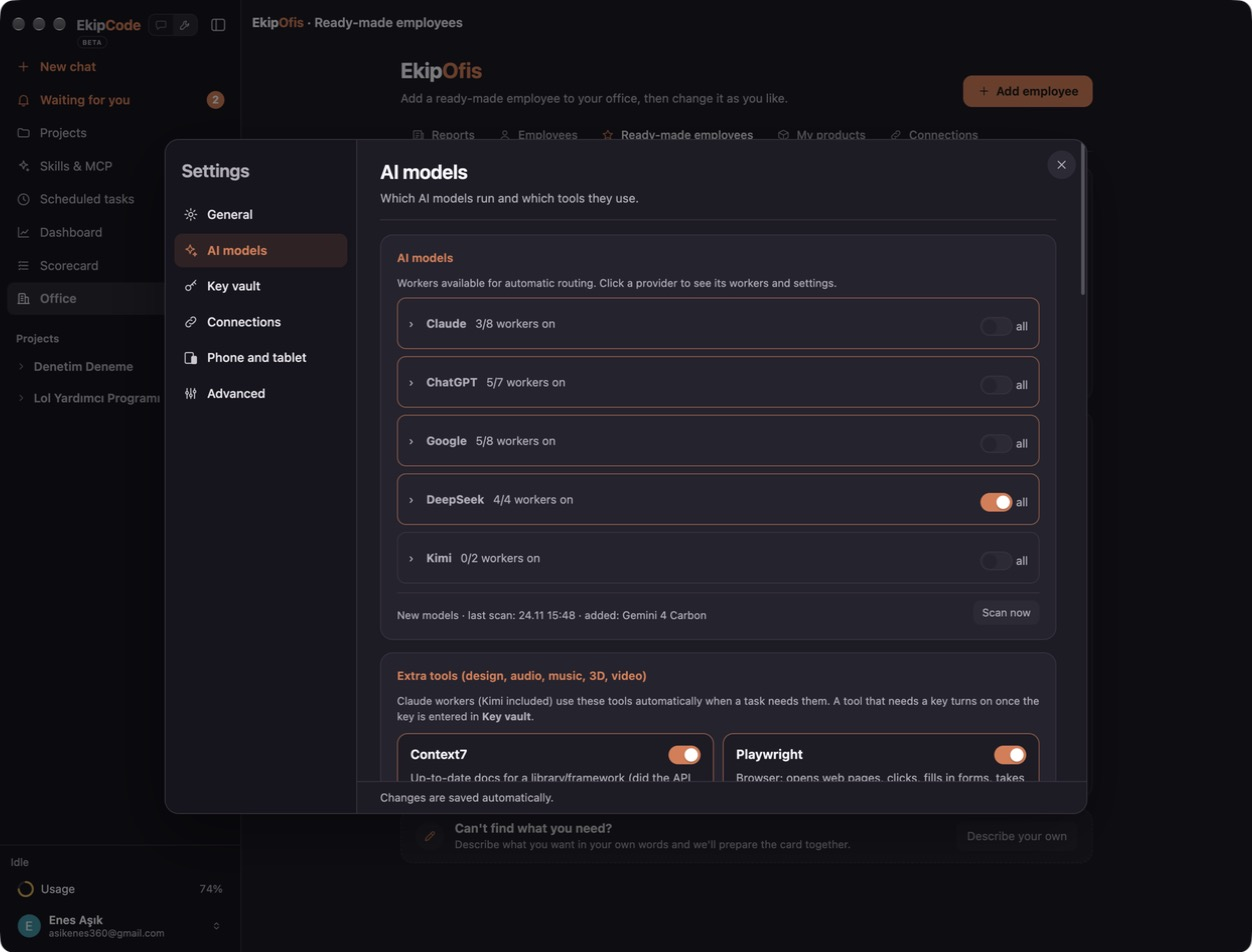 EkipCode
BETA
New chat
Waiting for you 2
Projects
Skills & MCP
Scheduled tasks
Dashboard
Scorecard
Office
Projects
Denetim Deneme
Lol Yardımcı Programı
Idle
Usage 74%
E
Enes Aşık
asikenes360@gmail.com
EkipOfis · Ready-made employees
EkipOfis
Add a ready-made employee to your office, then change it as you like.
Add employee
Reports Employees Ready-made employees My products Connections
Settings
General
AI models
Key vault
Connections
Phone and tablet
Advanced
AI models
Which AI models run and which tools they use.
AI models
Workers available for automatic routing. Click a provider to see its workers and settings.
Claude 3/8 workers on all
ChatGPT 5/7 workers on all
Google 5/8 workers on all
DeepSeek 4/4 workers on all
Kimi 0/2 workers on all
New models · last scan: 24.11 15:48 · added: Gemini 4 Carbon Scan now
Extra tools (design, audio, music, 3D, video)
Claude workers (Kimi included) use these tools automatically when a task needs them. A tool that needs a key turns on once the
key is entered in Key vault.
Context7 Playwright
Up-to-date docs for a library/framework (did the API Browser: opens web pages, clicks, fills in forms, takes
Changes are saved automatically.
Can't find what you need?
Describe what you want in your own words and we'll prepare the card together.
Describe your own